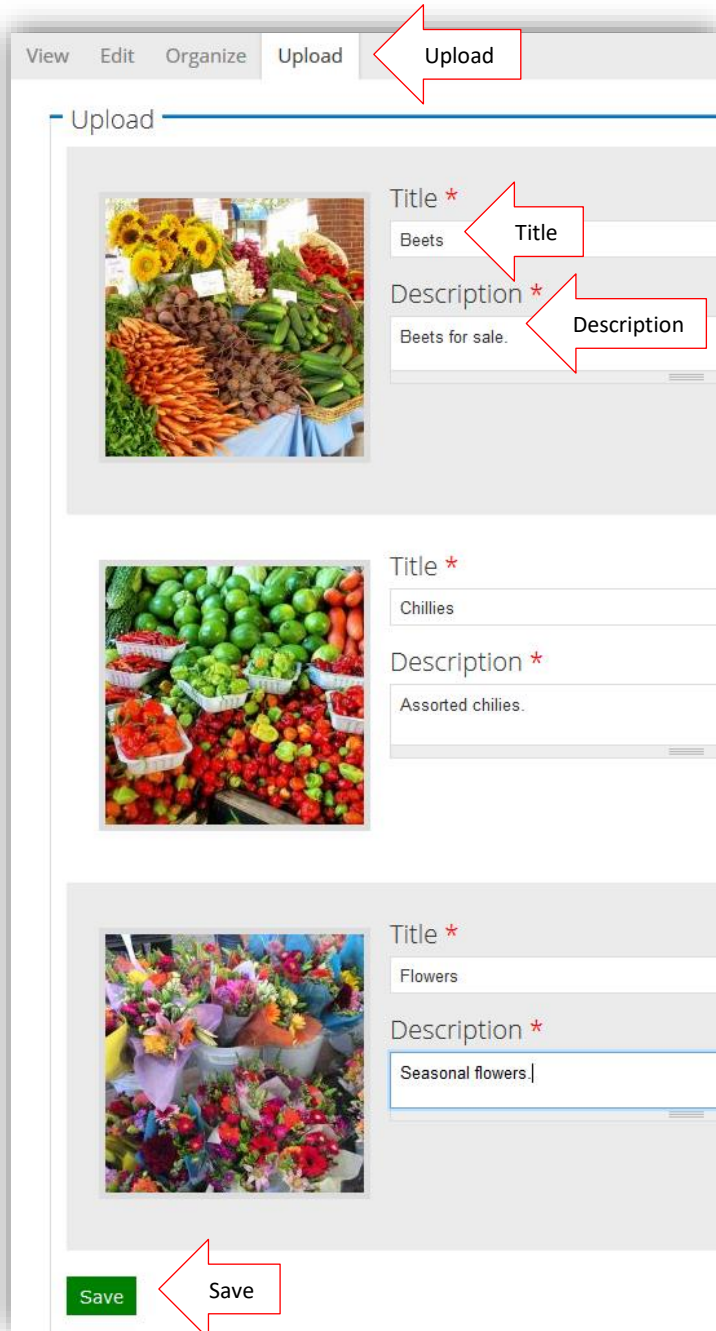 View Edit Organize Upload Upload
Upload
Title *
Beets Title
Description *
Beets for sale. Description
Title *
Chillies
Description *
Assorted chilies.
Title *
Flowers
Description *
Seasonal flowers.
Save Save